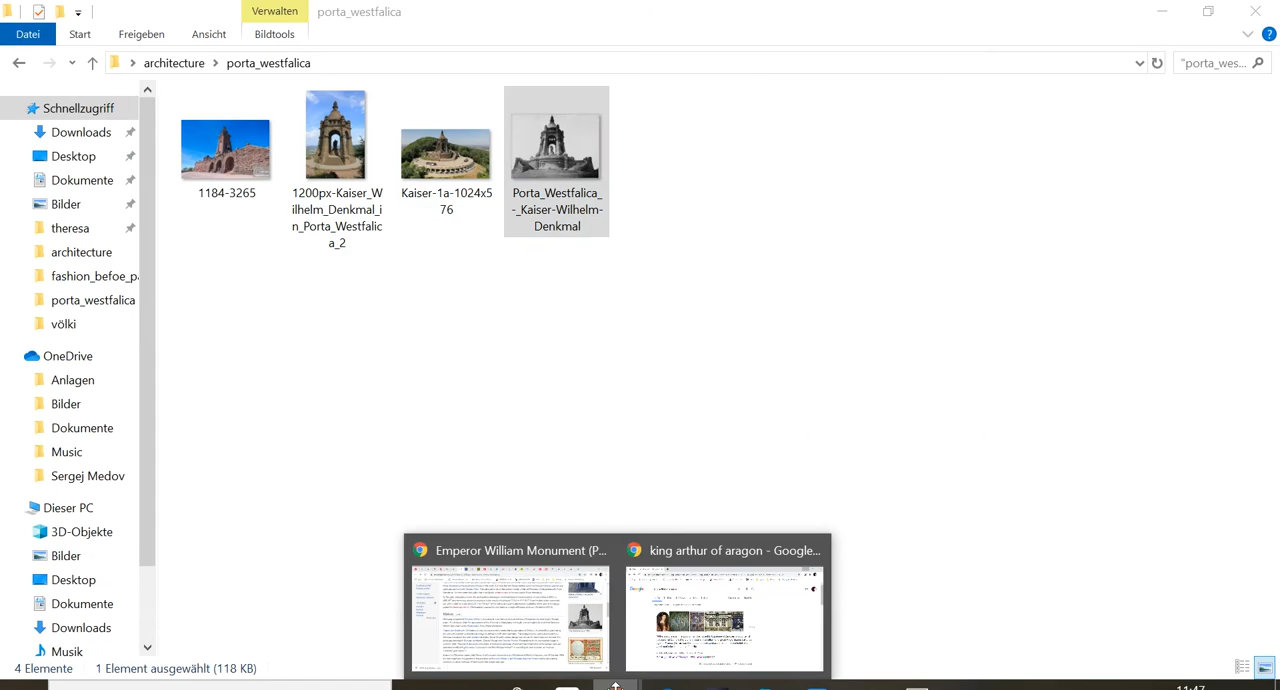 Verwalten
porta_westfalica
Datei
Start
Freigeben
Ansicht
Bildtools
architecture
porta_westfalica
"porta_wes...
Schnellzugriff
Downloads
Desktop
Dokumente
Bilder
theresa
architecture
fashion_befoe_p
porta_westfalica
völki
OneDrive
Anlagen
Bilder
Dokumente
Music
Sergej Medov
Dieser PC
3D-Objekte
Bilder
Desktop
Dokumente
Downloads
Musik
1184-3265
1200px-Kaiser_W
ilhelm_Denkmal_i
n_Porta_Westfalic
a_2
Kaiser-1a-1024x5
76
Porta_Westfalica_
-_Kaiser-Wilhelm-
Denkmal
Emperor William Monument (P...
king arthur of aragon - Google...
4 Elemente
1 Element ausgewählt (118 KB)
11:47